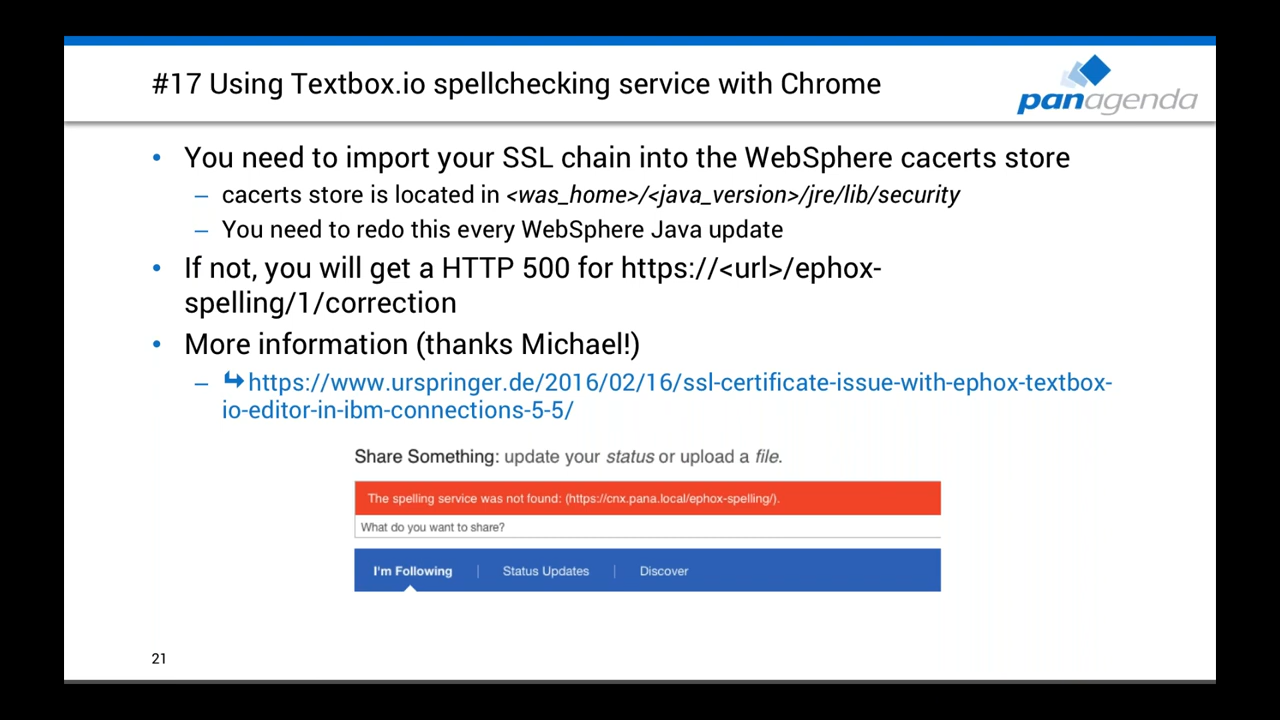 #17 Using Textbox.io spellchecking service with Chrome
panagenda
• You need to import your SSL chain into the WebSphere cacerts store
– cacerts store is located in <was_home>/<java_version>/jre/lib/security
– You need to redo this every WebSphere Java update
• If not, you will get a HTTP 500 for https://<url>/ephox-
spelling/1/correction
• More information (thanks Michael!)
– ↪https://www.urspringer.de/2016/02/16/ssl-certificate-issue-with-ephox-textbox-
io-editor-in-ibm-connections-5-5/
Share Something: update your status or upload a file.
The spelling service was not found: (https://cnx.pana.local/ephox-spelling/).
What do you want to share?
I'm Following | Status Updates | Discover
21